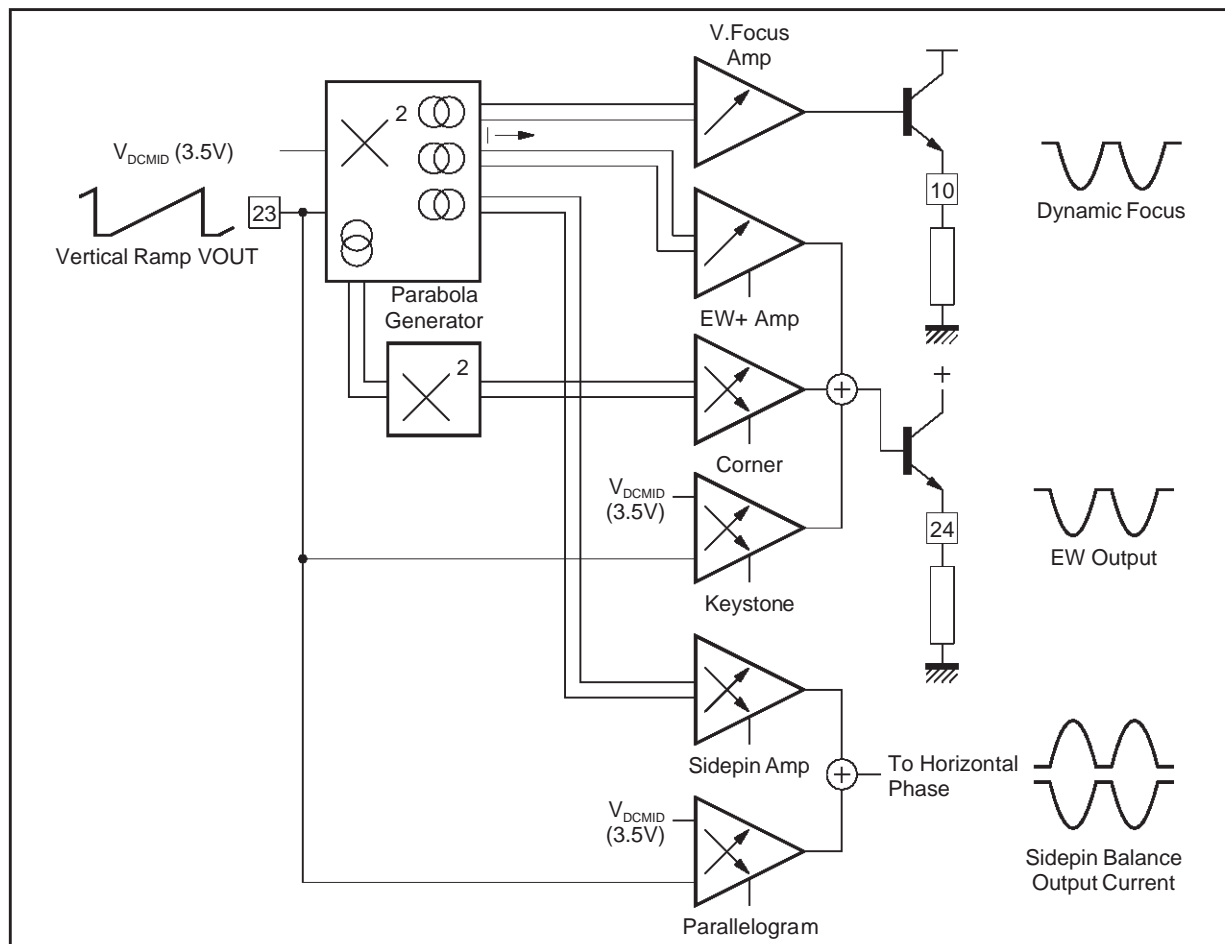 V.Focus
Amp
2
I
V_DCMID (3.5V)
23
Vertical Ramp VOUT
10
Dynamic Focus
Parabola
Generator
EW+ Amp
2
+
+
Corner
V_DCMID
(3.5V)
24
EW Output
Keystone
Sidepin Amp
+
To Horizontal
Phase
V_DCMID
(3.5V)
Sidepin Balance
Output Current
Parallelogram